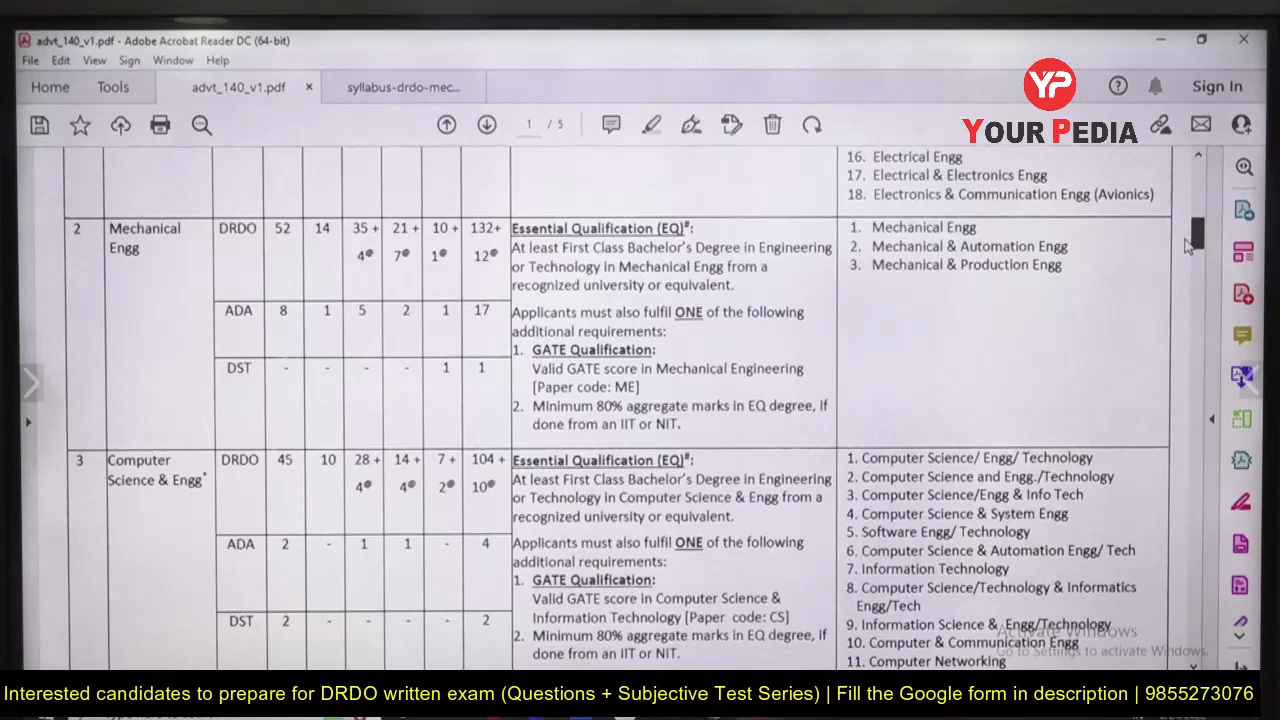 advt_140_v1.pdf - Adobe Acrobat Reader DC (64-bit)
File Edit View Sign Window Help
Home Tools advt_140_v1.pdf × syllabus-drdo-mec... Sign In
1 / 5
YP
YOUR PEDIA
16. Electrical Engg
17. Electrical & Electronics Engg
18. Electronics & Communication Engg (Avionics)
2 Mechanical Engg
DRDO 52 14 35 + 4@ 21 + 7@ 10 + 1@ 132+ 12@
ADA 8 1 5 2 1 17
DST - - - - 1 1
Essential Qualification (EQ)#:
At least First Class Bachelor's Degree in Engineering
or Technology in Mechanical Engg from a
recognized university or equivalent.
Applicants must also fulfil ONE of the following
additional requirements:
1. GATE Qualification:
Valid GATE score in Mechanical Engineering
[Paper code: ME]
2. Minimum 80% aggregate marks in EQ degree, if
done from an IIT or NIT.
1. Mechanical Engg
2. Mechanical & Automation Engg
3. Mechanical & Production Engg
3 Computer Science & Engg*
DRDO 45 10 28 + 4@ 14 + 4@ 7 + 2@ 104 + 10@
ADA 2 - 1 1 - 4
DST 2 - - - - 2
Essential Qualification (EQ)#:
At least First Class Bachelor's Degree in Engineering
or Technology in Computer Science & Engg from a
recognized university or equivalent.
Applicants must also fulfil ONE of the following
additional requirements:
1. GATE Qualification:
Valid GATE score in Computer Science &
Information Technology [Paper code: CS]
2. Minimum 80% aggregate marks in EQ degree, if
done from an IIT or NIT.
1. Computer Science/ Engg/ Technology
2. Computer Science and Engg./Technology
3. Computer Science/Engg & Info Tech
4. Computer Science & System Engg
5. Software Engg/ Technology
6. Computer Science & Automation Engg/ Tech
7. Information Technology
8. Computer Science/Technology & Informatics
Engg/Tech
9. Information Science & Engg/Technology
10. Computer & Communication Engg
11. Computer Networking
Activate Windows
Go to Settings to activate Windows.
Interested candidates to prepare for DRDO written exam (Questions + Subjective Test Series) | Fill the Google form in description | 9855273076